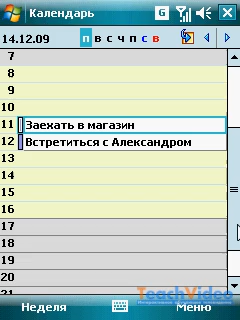 Календарь G
14.12.09 п в с ч п с в
7
8
9
10
11 Заехать в магазин
12 Встретиться с Александром
13
14
15
16
17
18
19
20
21
TeachVideo
Неделя Меню